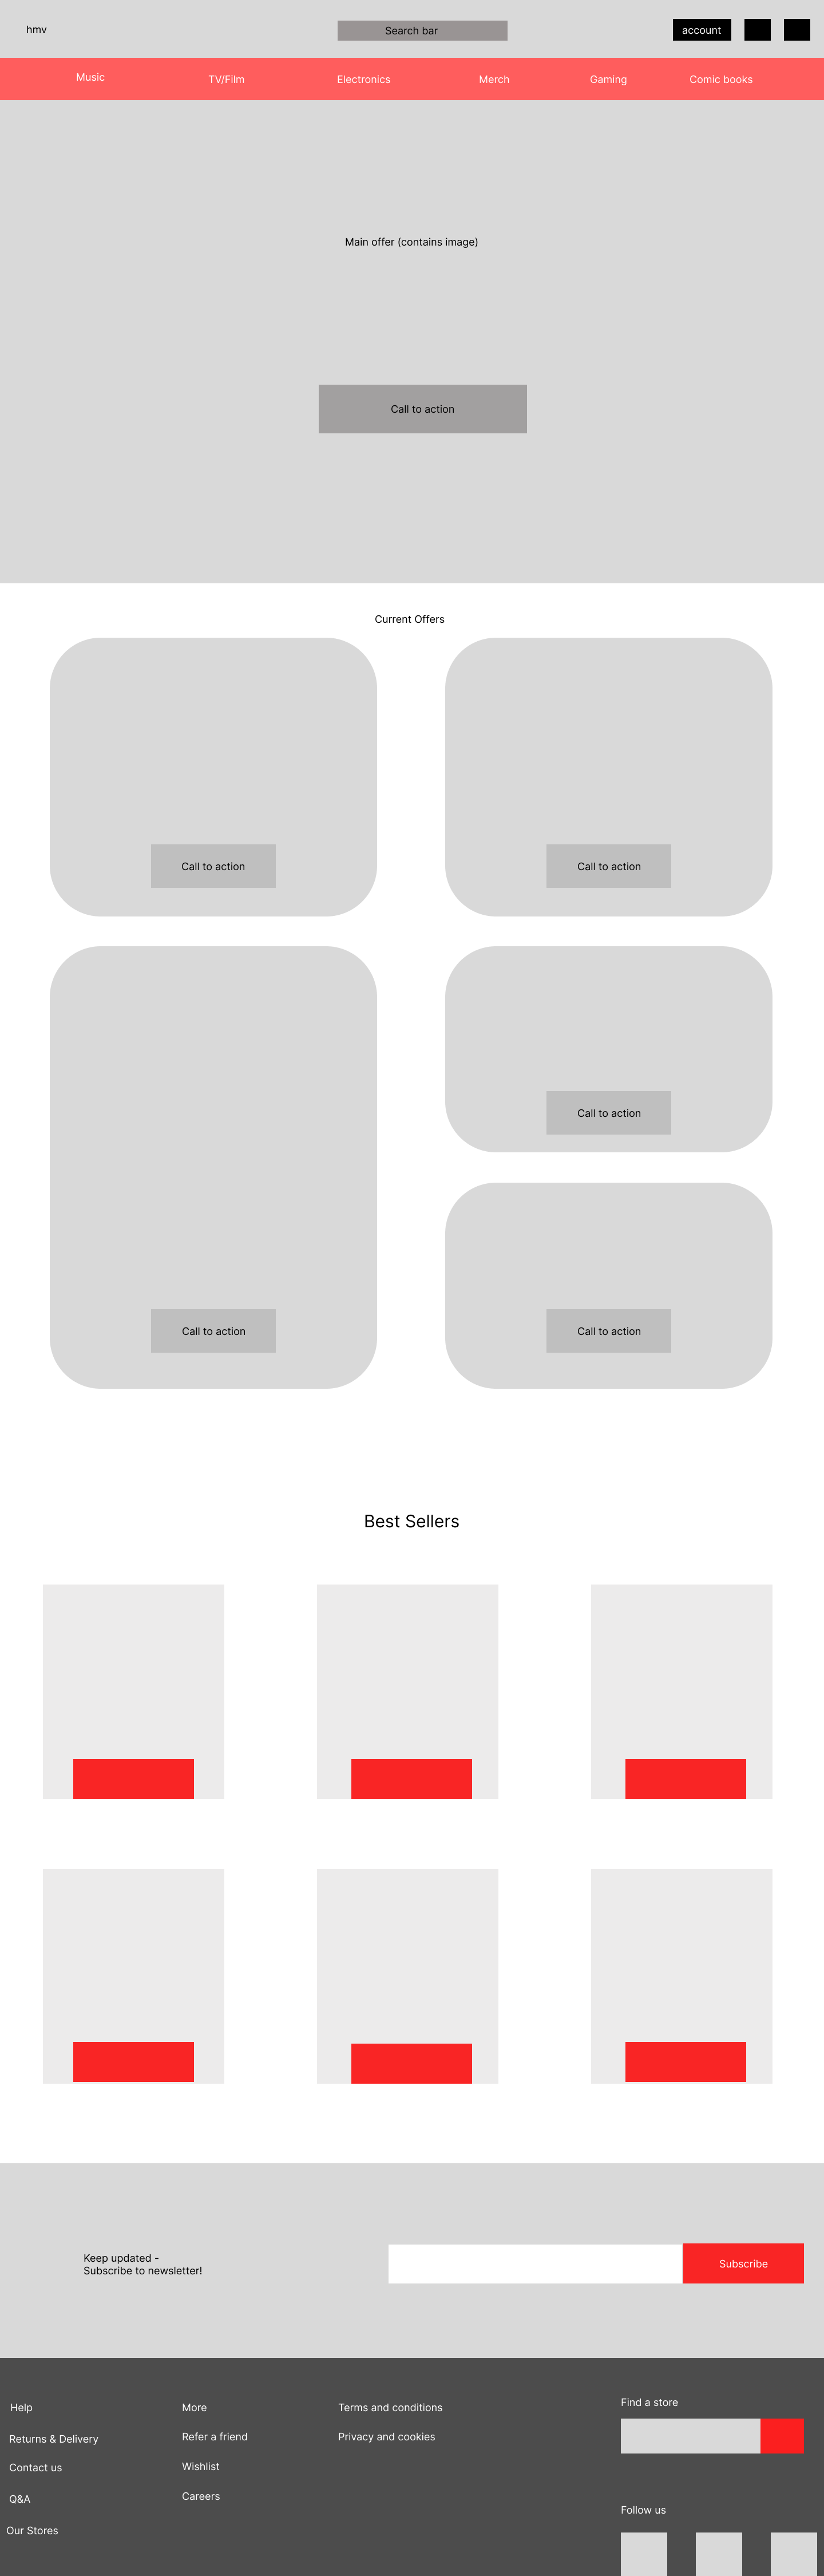 hmv
Search bar
account
Music
TV/Film
Electronics
Merch
Gaming
Comic books
Main offer (contains image)
Call to action
Current Offers
Call to action
Call to action
Call to action
Call to action
Call to action
Best Sellers
Keep updated -
Subscribe to newsletter!
Subscribe
Help
Returns & Delivery
Contact us
Q&A
Our Stores
More
Refer a friend
Wishlist
Careers
Terms and conditions
Privacy and cookies
Find a store
Follow us